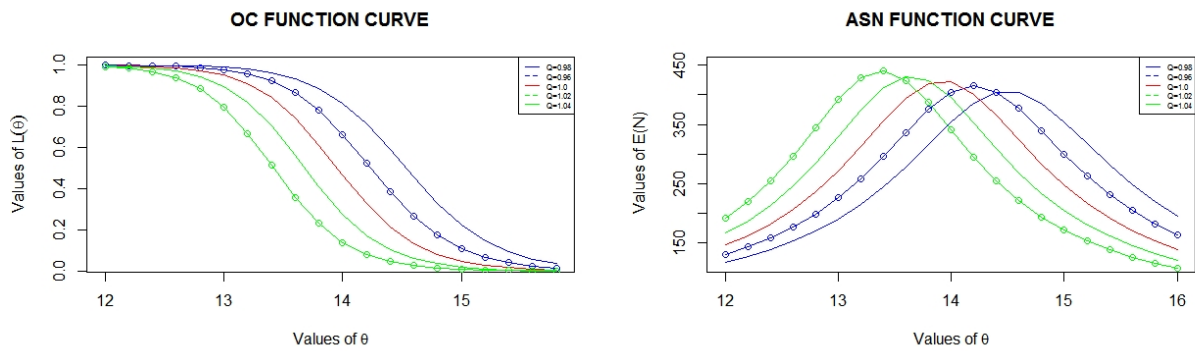 OC FUNCTION CURVE
Values of L(θ)
1.0
0.8
0.6
0.4
0.2
0.0
Q=0.98
Q=0.96
Q=1.0
Q=1.02
Q=1.04
12 13 14 15
Values of θ
ASN FUNCTION CURVE
Values of E(N)
450
350
250
150
Q=0.98
Q=0.96
Q=1.0
Q=1.02
Q=1.04
12 13 14 15 16
Values of θ